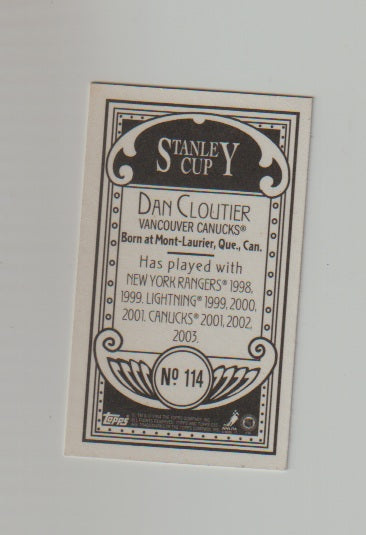 STANLEY
CUP
DAN CLOUTIER
VANCOUVER CANUCKS®
Born at Mont-Laurier, Que., Can.
Has played with
NEW YORK RANGERS® 1998,
1999. LIGHTNING® 1999, 2000,
2001. CANUCKS® 2001, 2002,
2003.
No 114
topps